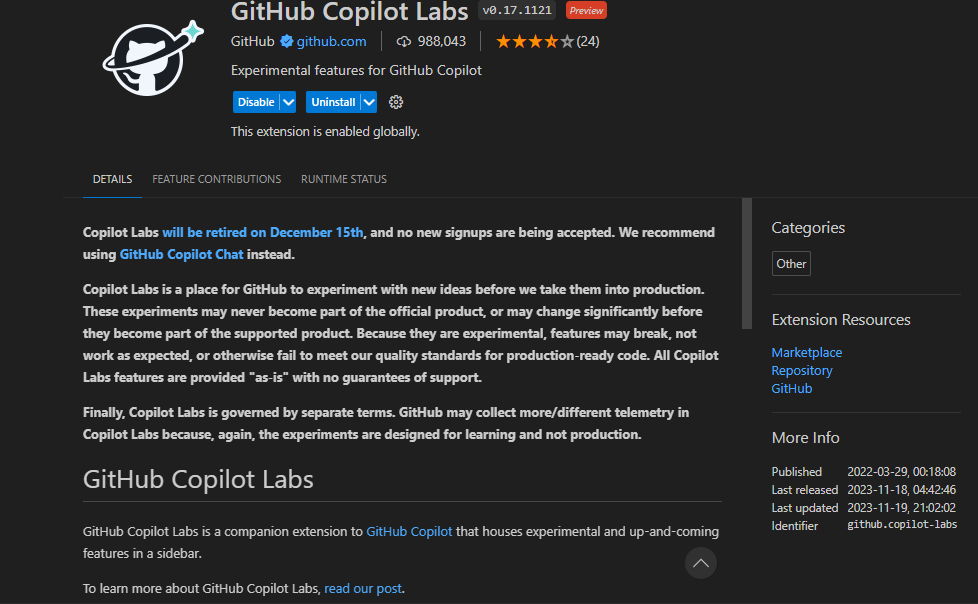 GitHub Copilot Labs v0.17.1121 Preview
GitHub github.com 988,043 (24)
Experimental features for GitHub Copilot
Disable Uninstall
This extension is enabled globally.
DETAILS FEATURE CONTRIBUTIONS RUNTIME STATUS
Copilot Labs will be retired on December 15th, and no new signups are being accepted. We recommend
using GitHub Copilot Chat instead.
Copilot Labs is a place for GitHub to experiment with new ideas before we take them into production.
These experiments may never become part of the official product, or may change significantly before
they become part of the supported product. Because they are experimental, features may break, not
work as expected, or otherwise fail to meet our quality standards for production-ready code. All Copilot
Labs features are provided "as-is" with no guarantees of support.
Finally, Copilot Labs is governed by separate terms. GitHub may collect more/different telemetry in
Copilot Labs because, again, the experiments are designed for learning and not production.
GitHub Copilot Labs
GitHub Copilot Labs is a companion extension to GitHub Copilot that houses experimental and up-and-coming
features in a sidebar.
To learn more about GitHub Copilot Labs, read our post.
Categories
Other
Extension Resources
Marketplace
Repository
GitHub
More Info
Published 2022-03-29, 00:18:08
Last released 2023-11-18, 04:42:46
Last updated 2023-11-19, 21:02:02
Identifier github.copilot-labs